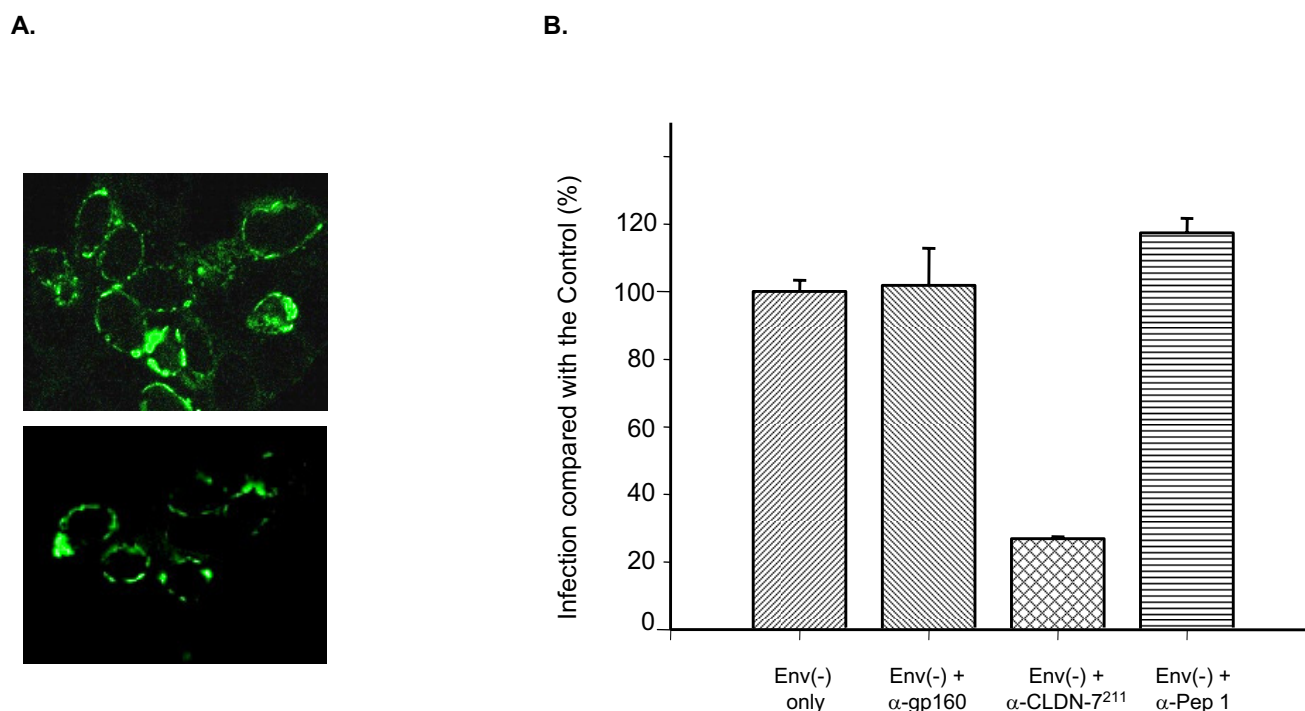 A.
B.
Infection compared with the Control (%)
120
100
80
60
40
20
0
Env(-) only
Env(-) + α-gp160
Env(-) + α-CLDN-7²¹¹
Env(-) + α-Pep 1